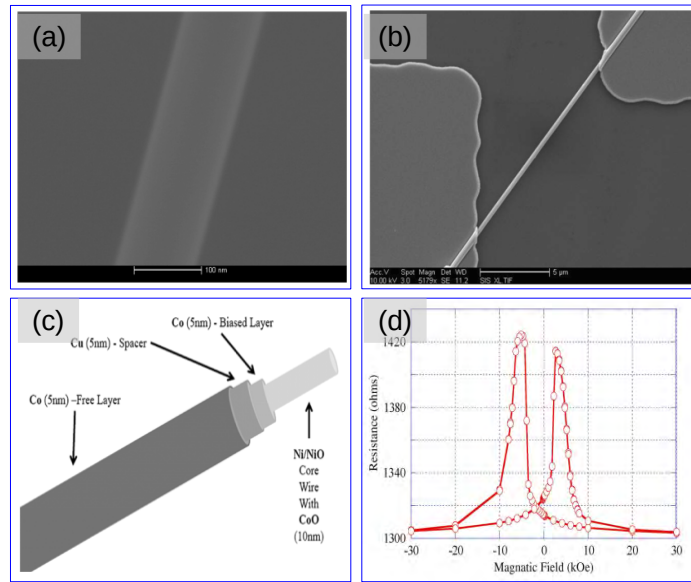 (a)
100 nm
(b)
Acc.V Spot Magn Det WD
10.00 kV 3.0 5179x SE 11.2 SIS XL.TIF
5 µm
(c)
Co (5nm) - Biased Layer
Cu (5nm) - Spacer
Co (5nm) –Free Layer
Ni/NiO
Core
Wire
With
CoO
(10nm)
(d)
Resistance (ohms)
1420
1380
1340
1300
-30 -20 -10 0 10 20 30
Magnatic Field (kOe)